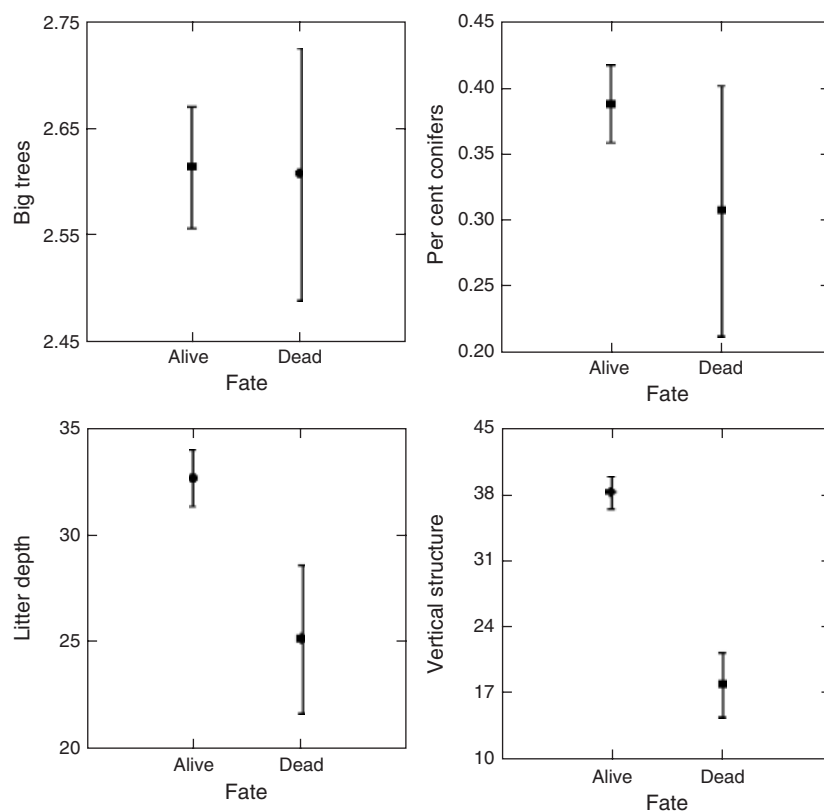 Big trees
2.75
2.65
2.55
2.45
Alive Dead
Fate
Per cent conifers
0.45
0.40
0.35
0.30
0.25
0.20
Alive Dead
Fate
Litter depth
35
30
25
20
Alive Dead
Fate
Vertical structure
45
38
31
24
17
10
Alive Dead
Fate